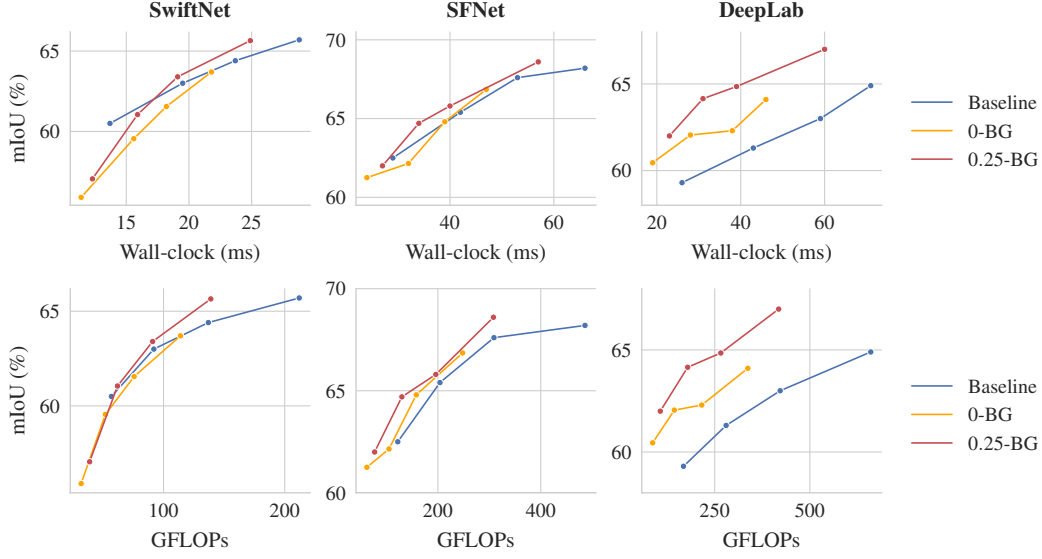 SwiftNet SFNet DeepLab
mIoU (%)
65
60
15 20 25
Wall-clock (ms)
70
65
60
40 60
Wall-clock (ms)
65
60
20 40 60
Wall-clock (ms)
Baseline
0-BG
0.25-BG
mIoU (%)
65
60
100 200
GFLOPs
70
65
60
200 400
GFLOPs
65
60
250 500
GFLOPs
Baseline
0-BG
0.25-BG